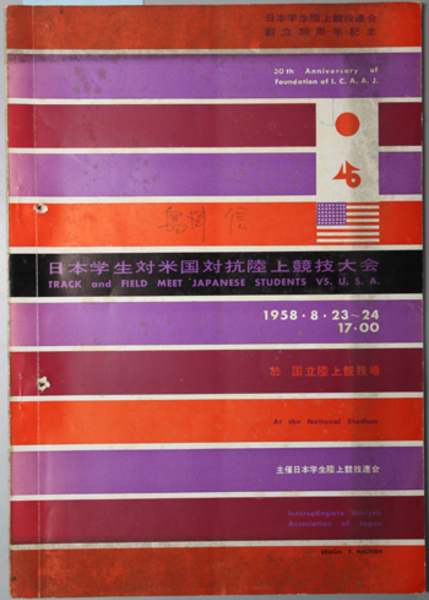 日本学生陸上競技連合
創立30周年記念
30th Anniversary of
Foundation of I. C. A. A. J.
信
日本学生対米国対抗陸上競技大会
TRACK and FIELD MEET JAPANESE STUDENTS VS. U. S. A.
1958・8・23~24
17・00
於 国立陸上競技場
At the National Stadium
主催日本学生陸上競技連合
Intercollegiate Athletic
Association of Japan
DESIGN T. MACHIDA